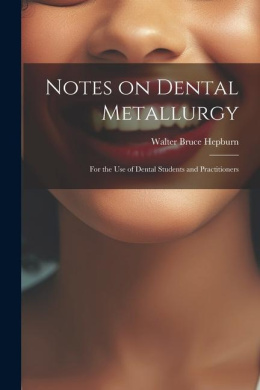 Notes on Dental
Metallurgy
Walter Bruce Hepburn
For the Use of Dental Students and Practitioners